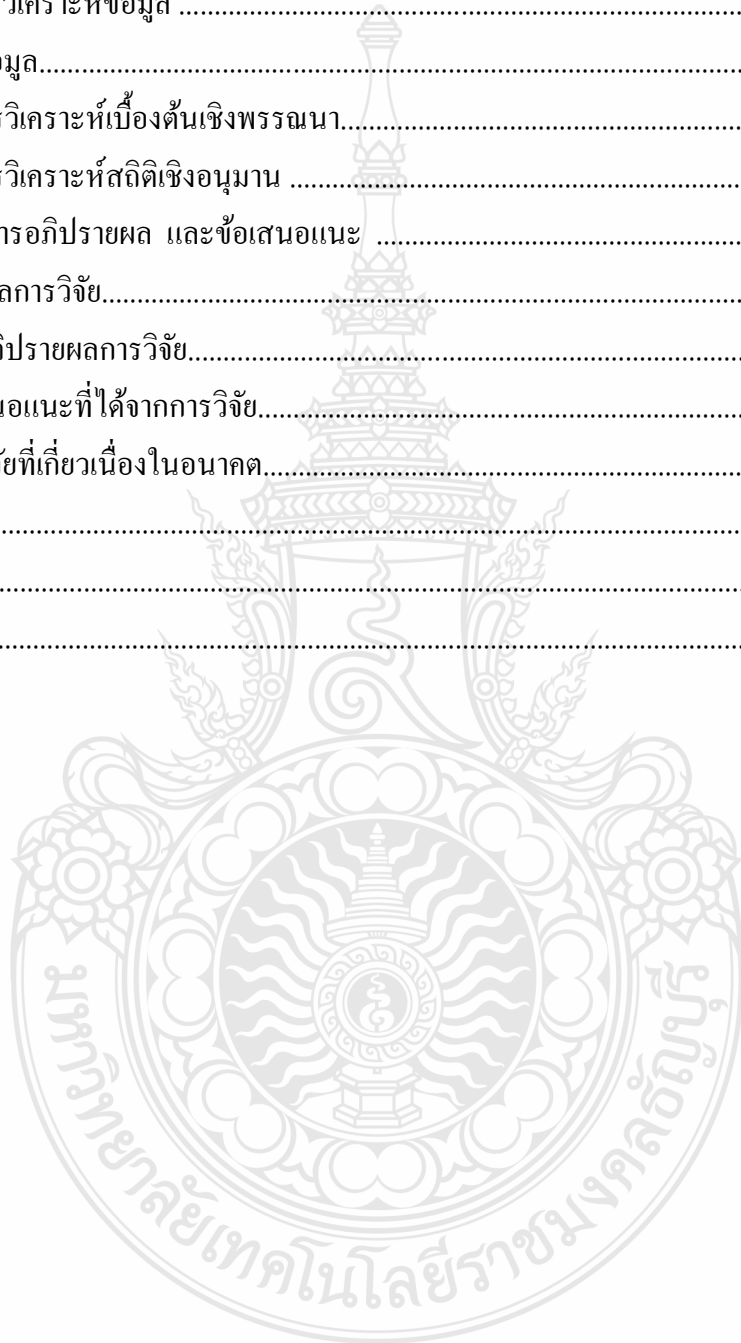 วิเคราะห์ข้อมูล ..........................................................................
อมูล..........................................................................
รวิเคราะห์เบื้องต้นเชิงพรรณนา..........................................................................
รวิเคราะห์สถิติเชิงอนุมาน ..........................................................................
ารอภิปรายผล และข้อเสนอแนะ ..........................................................................
ลการวิจัย..........................................................................
ภิปรายผลการวิจัย..........................................................................
นอแนะที่ได้จากการวิจัย..........................................................................
จัยที่เกี่ยวเนื่องในอนาคต..........................................................................
..........................................................................
..........................................................................
..........................................................................
มหาวิทยาลัยเทคโนโลยีราชมงคลธัญบุรี